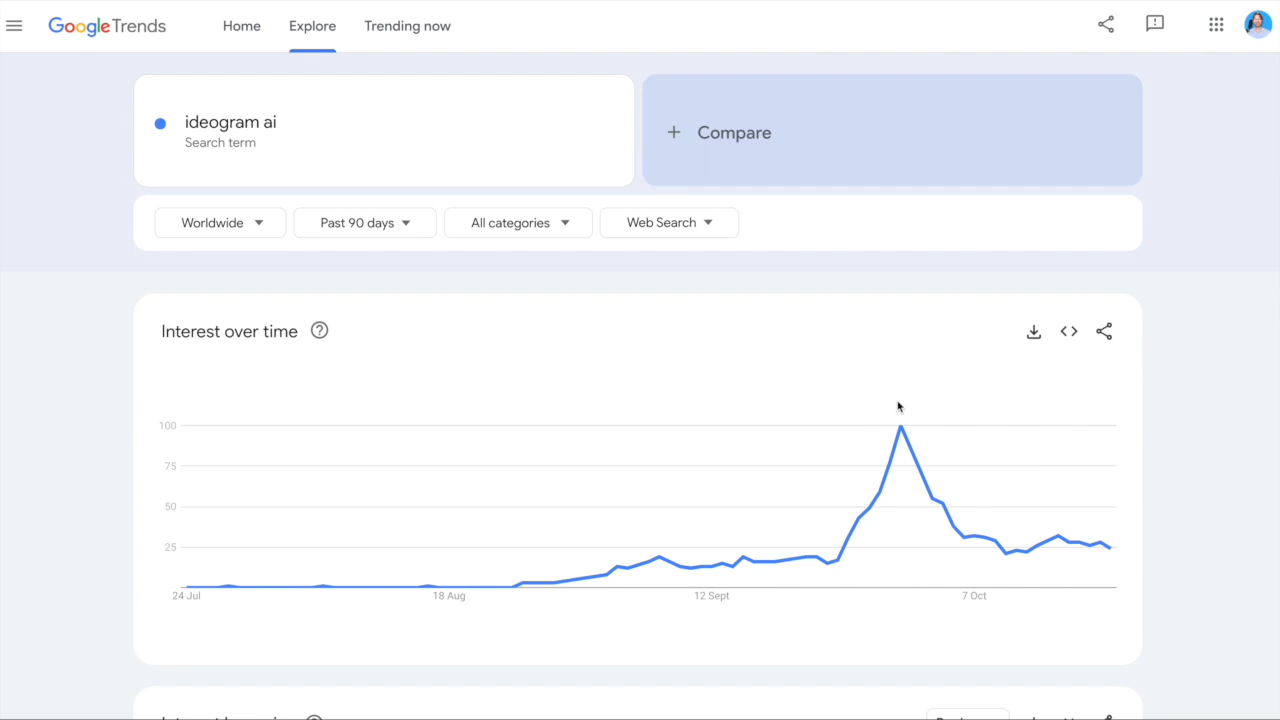 Google Trends
Home
Explore
Trending now
ideogram ai
Search term
+ Compare
Worldwide
Past 90 days
All categories
Web Search
Interest over time
100
75
50
25
24 Jul
18 Aug
12 Sept
7 Oct